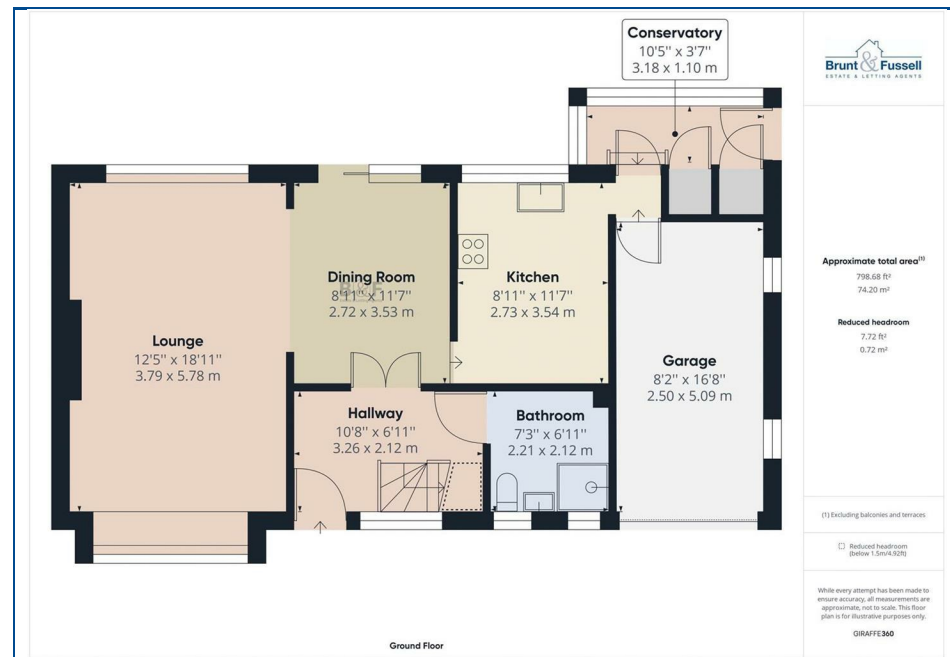 Conservatory
10'5'' x 3'7''
3.18 x 1.10 m
Brunt & Fussell
ESTATE & LETTING AGENTS
Dining Room
8'11'' x 11'7''
2.72 x 3.53 m
B&F
Kitchen
8'11'' x 11'7''
2.73 x 3.54 m
Lounge
12'5'' x 18'11''
3.79 x 5.78 m
Garage
8'2'' x 16'8''
2.50 x 5.09 m
Hallway
10'8'' x 6'11''
3.26 x 2.12 m
Bathroom
7'3'' x 6'11''
2.21 x 2.12 m
Approximate total area(1)
798.68 ft²
74.20 m²
Reduced headroom
7.72 ft²
0.72 m²
(1) Excluding balconies and terraces
Reduced headroom
(below 1.5m/4.92ft)
While every attempt has been made to
ensure accuracy, all measurements are
approximate, not to scale. This floor
plan is for illustrative purposes only.
GIRAFFE360
Ground Floor